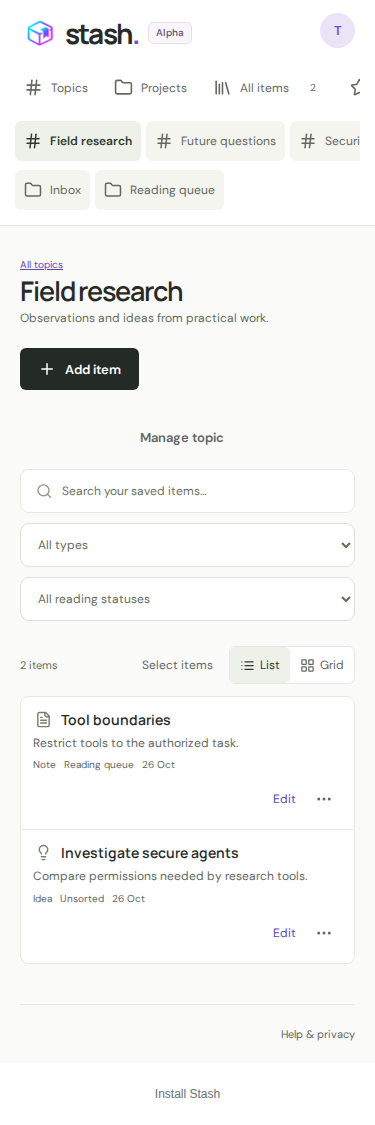 stash. Alpha T
Topics Projects All items 2
Field research Future questions Securi
Inbox Reading queue
All topics
Field research
Observations and ideas from practical work.
Add item
Manage topic
Search your saved items…
All types
All reading statuses
2 items Select items List Grid
Tool boundaries
Restrict tools to the authorized task.
Note Reading queue 26 Oct
Edit
Investigate secure agents
Compare permissions needed by research tools.
Idea Unsorted 26 Oct
Edit
Help & privacy
Install Stash